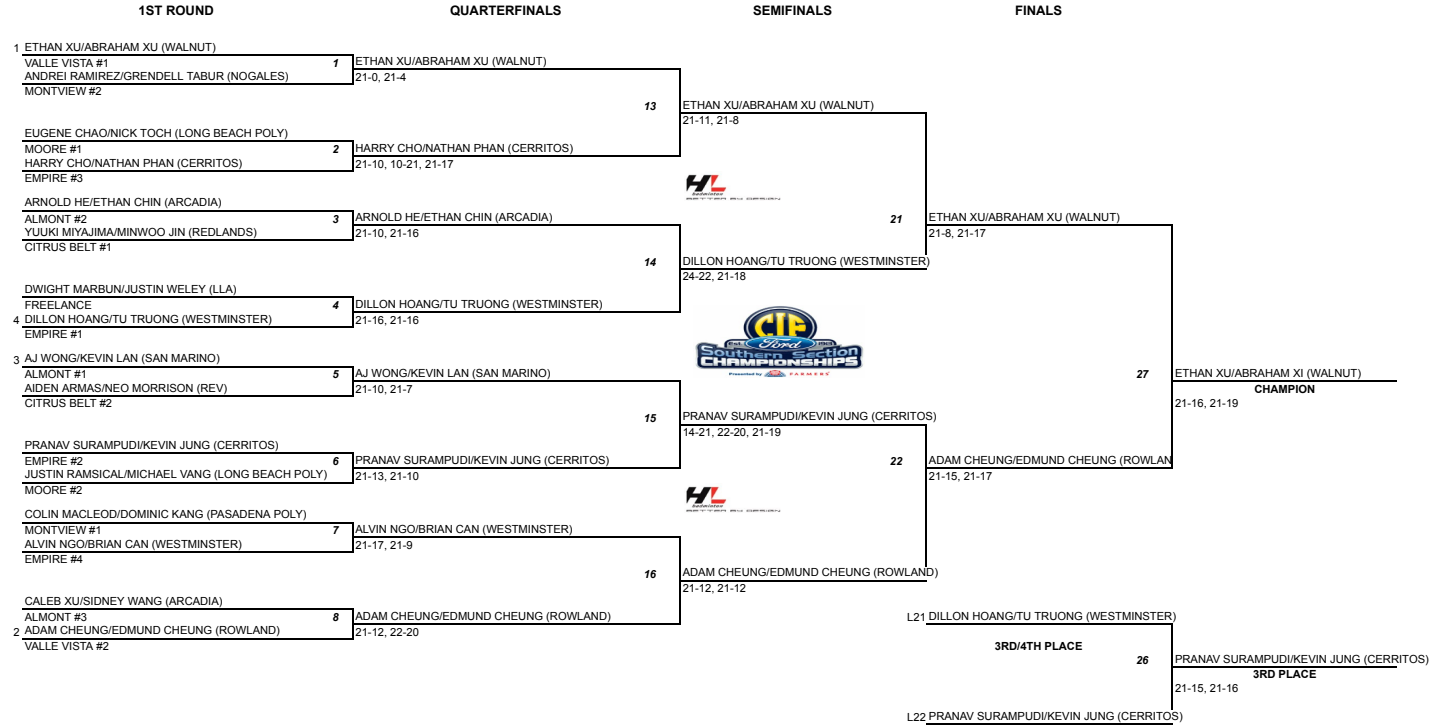 1ST ROUND
QUARTERFINALS
SEMIFINALS
FINALS
1 ETHAN XU/ABRAHAM XU (WALNUT)
VALLE VISTA #1
1
ANDREI RAMIREZ/GRENDELL TABUR (NOGALES)
MONTVIEW #2
EUGENE CHAO/NICK TOCH (LONG BEACH POLY)
MOORE #1
2
HARRY CHO/NATHAN PHAN (CERRITOS)
EMPIRE #3
ARNOLD HE/ETHAN CHIN (ARCADIA)
ALMONT #2
3
YUUKI MIYAJIMA/MINWOO JIN (REDLANDS)
CITRUS BELT #1
DWIGHT MARBUN/JUSTIN WELEY (LLA)
FREELANCE
4
4 DILLON HOANG/TU TRUONG (WESTMINSTER)
EMPIRE #1
3 AJ WONG/KEVIN LAN (SAN MARINO)
ALMONT #1
5
AIDEN ARMAS/NEO MORRISON (REV)
CITRUS BELT #2
PRANAV SURAMPUDI/KEVIN JUNG (CERRITOS)
EMPIRE #2
6
JUSTIN RAMSICAL/MICHAEL VANG (LONG BEACH POLY)
MOORE #2
COLIN MACLEOD/DOMINIC KANG (PASADENA POLY)
MONTVIEW #1
7
ALVIN NGO/BRIAN CAN (WESTMINSTER)
EMPIRE #4
CALEB XU/SIDNEY WANG (ARCADIA)
ALMONT #3
8
2 ADAM CHEUNG/EDMUND CHEUNG (ROWLAND)
VALLE VISTA #2
ETHAN XU/ABRAHAM XU (WALNUT)
21-0, 21-4
13
HARRY CHO/NATHAN PHAN (CERRITOS)
21-10, 10-21, 21-17
ARNOLD HE/ETHAN CHIN (ARCADIA)
21-10, 21-16
14
DILLON HOANG/TU TRUONG (WESTMINSTER)
21-16, 21-16
AJ WONG/KEVIN LAN (SAN MARINO)
21-10, 21-7
15
PRANAV SURAMPUDI/KEVIN JUNG (CERRITOS)
21-13, 21-10
ALVIN NGO/BRIAN CAN (WESTMINSTER)
21-17, 21-9
16
ADAM CHEUNG/EDMUND CHEUNG (ROWLAND)
21-12, 22-20
ETHAN XU/ABRAHAM XU (WALNUT)
21-11, 21-8
HL
badminton
21
DILLON HOANG/TU TRUONG (WESTMINSTER)
24-22, 21-18
CIF
Ford
Southern Section
CHAMPIONSHIPS
Presented by FARMERS
PRANAV SURAMPUDI/KEVIN JUNG (CERRITOS)
14-21, 22-20, 21-19
22
HL
ADAM CHEUNG/EDMUND CHEUNG (ROWLAND)
21-12, 21-12
ETHAN XU/ABRAHAM XU (WALNUT)
21-8, 21-17
27
ADAM CHEUNG/EDMUND CHEUNG (ROWLAN
21-15, 21-17
ETHAN XU/ABRAHAM XI (WALNUT)
CHAMPION
21-16, 21-19
L21 DILLON HOANG/TU TRUONG (WESTMINSTER)
3RD/4TH PLACE
26
PRANAV SURAMPUDI/KEVIN JUNG (CERRITOS)
3RD PLACE
21-15, 21-16
L22 PRANAV SURAMPUDI/KEVIN JUNG (CERRITOS)